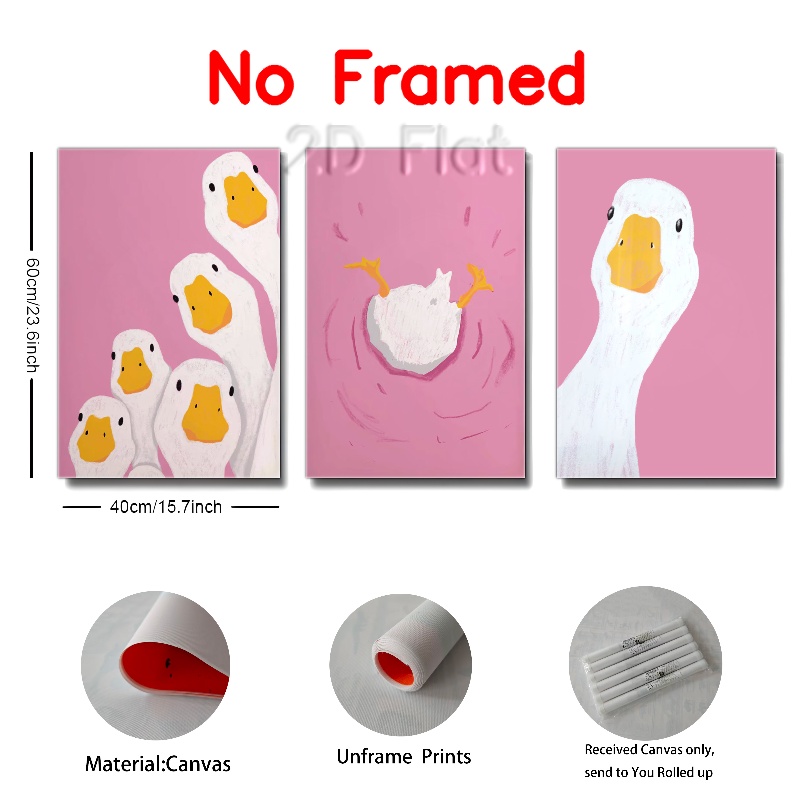 No Framed
2D Flat
60cm/23.6inch
40cm/15.7inch
Material:Canvas
Unframe Prints
Received Canvas only,
send to You Rolled up